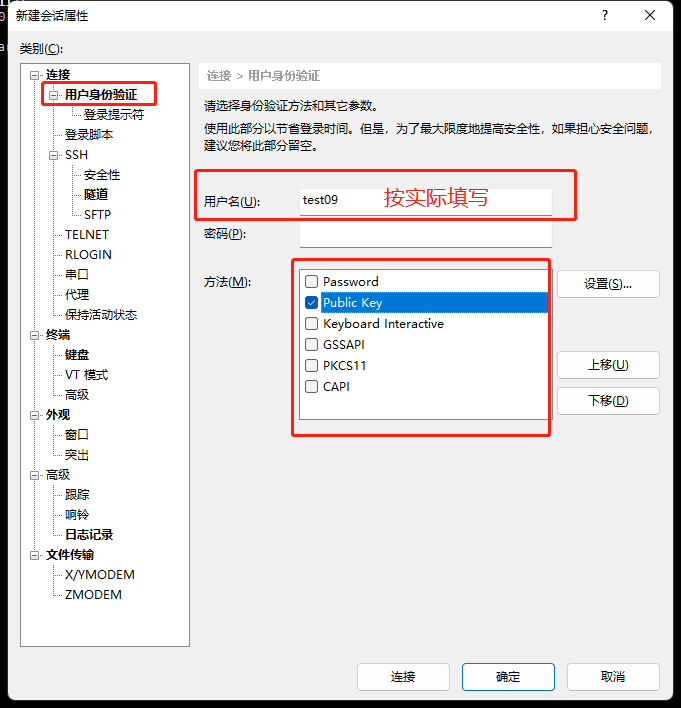 新建会话属性
类别(C):
连接
用户身份验证
登录提示符
登录脚本
SSH
安全性
隧道
SFTP
TELNET
RLOGIN
串口
代理
保持活动状态
终端
键盘
VT 模式
高级
外观
窗口
突出
高级
跟踪
响铃
日志记录
文件传输
X/YMODEM
ZMODEM
连接 > 用户身份验证
请选择身份验证方法和其它参数。
使用此部分以节省登录时间。但是，为了最大限度地提高安全性，如果担心安全问题，
建议您将此部分留空。
用户名(U): test09 按实际填写
密码(P):
方法(M):
Password
Public Key
Keyboard Interactive
GSSAPI
PKCS11
CAPI
设置(S)...
上移(U)
下移(D)
连接 确定 取消